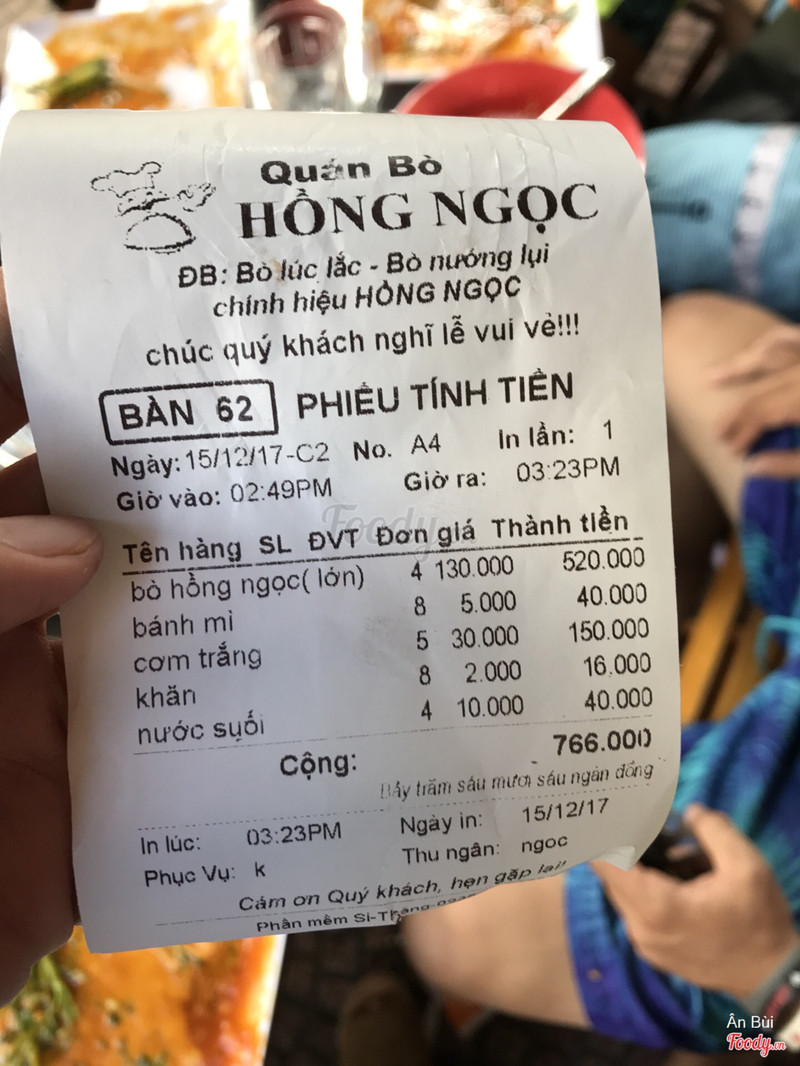 Quán Bò
HỒNG NGỌC
ĐB: Bò lúc lắc - Bò nướng lụi
chính hiệu HỒNG NGỌC
chúc quý khách nghĩ lễ vui vẻ!!!
BÀN 62 PHIẾU TÍNH TIỀN
Ngày: 15/12/17-C2 No. A4 In lần: 1
Giờ vào: 02:49PM Giờ ra: 03:23PM
Tên hàng SL ĐVT Đơn giá Thành tiền
bò hồng ngọc( lớn) 4 130.000 520.000
bánh mì 8 5.000 40.000
cơm trắng 5 30.000 150.000
khăn 8 2.000 16.000
nước suối 4 10.000 40.000
Cộng: 766.000
Bảy trăm sáu mươi sáu ngàn đồng
In lúc: 03:23PM Ngày in: 15/12/17
Phục Vụ: k Thu ngân: ngoc
Cảm ơn Quý khách, hẹn gặp lại!
Phần mềm Si-Thăng
Foody
Ân Bùi
Foody.vn